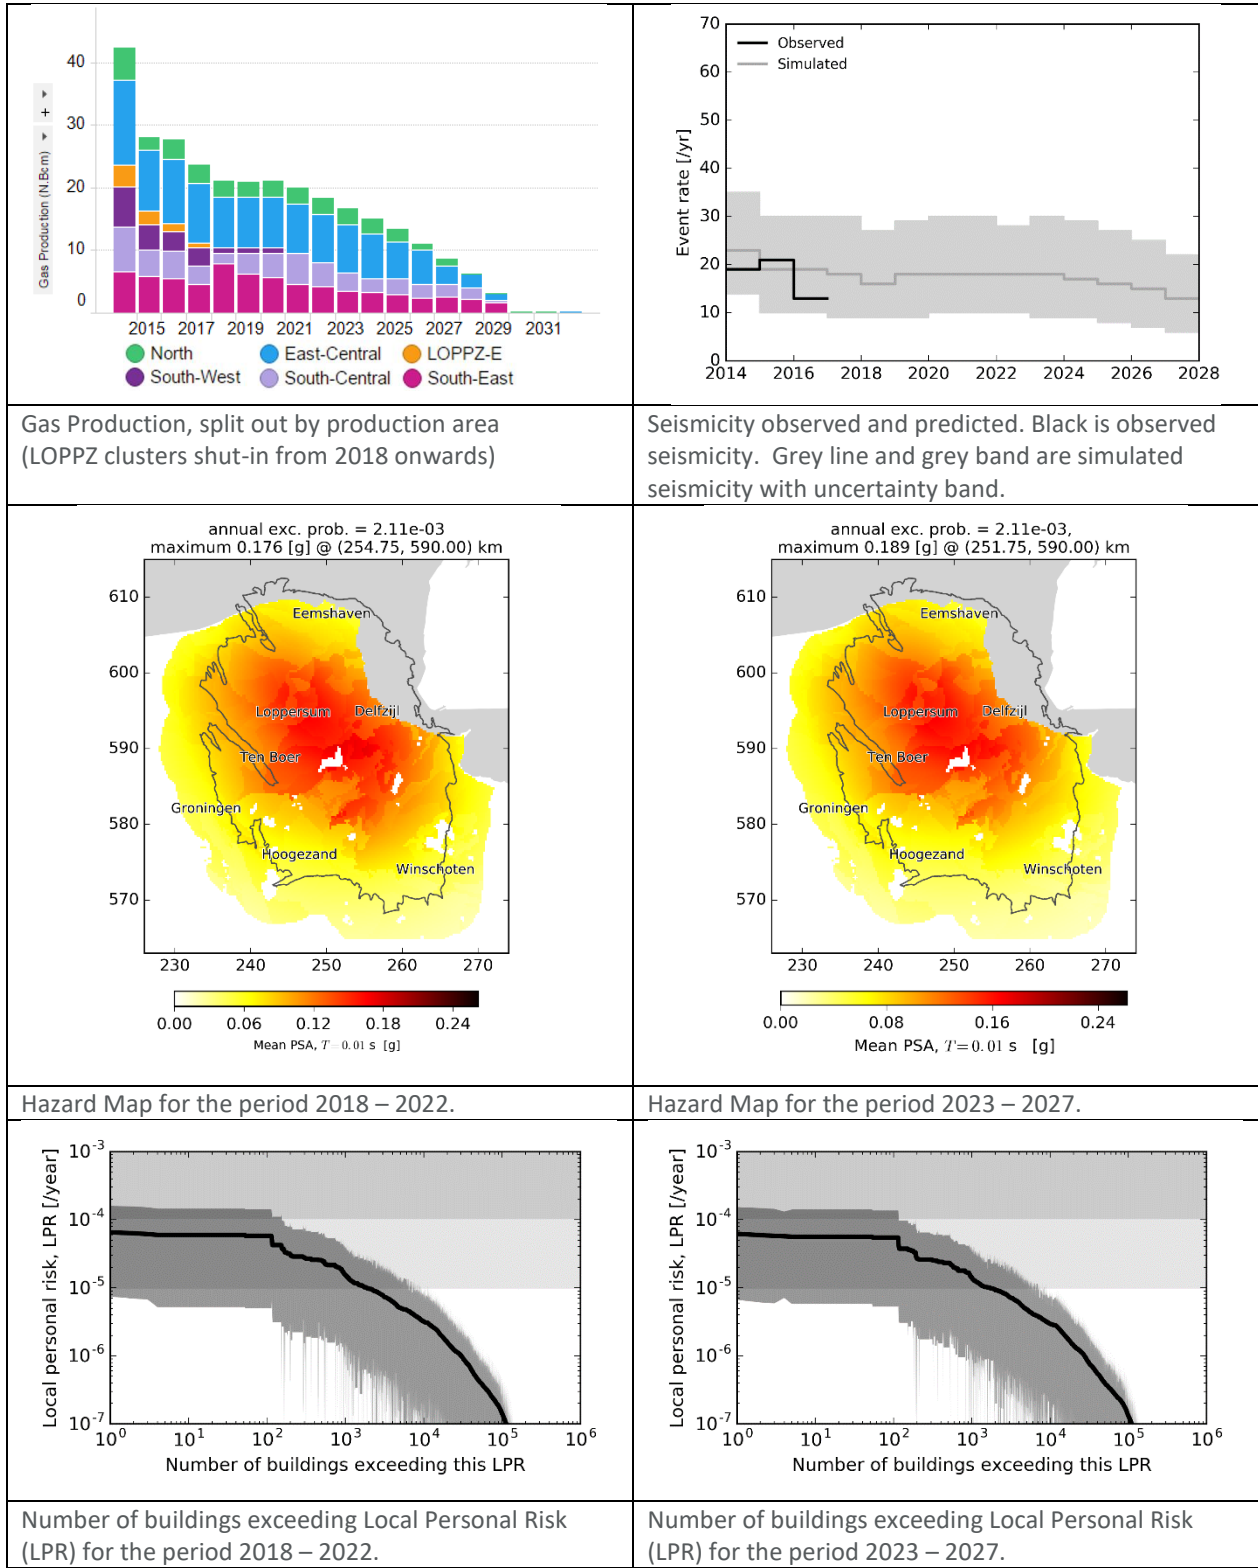 40
30
20
10
0
Gas Production (N.Bcm)
+
2015 2017 2019 2021 2023 2025 2027 2029 2031
North East-Central LOPPZ-E
South-West South-Central South-East
70
60
50
40
30
20
10
0
Event rate [/yr]
Observed
Simulated
2014 2016 2018 2020 2022 2024 2026 2028
Gas Production, split out by production area
(LOPPZ clusters shut-in from 2018 onwards)
Seismicity observed and predicted. Black is observed
seismicity. Grey line and grey band are simulated
seismicity with uncertainty band.
annual exc. prob. = 2.11e-03
maximum 0.176 [g] @ (254.75, 590.00) km
610
600
590
580
570
Eemshaven
Loppersum Delfzijl
Ten Boer
Groningen
Hoogezand
Winschoten
230 240 250 260 270
0.00 0.06 0.12 0.18 0.24
Mean PSA, T=0.01 s [g]
annual exc. prob. = 2.11e-03,
maximum 0.189 [g] @ (251.75, 590.00) km
610
600
590
580
570
Eemshaven
Loppersum Delfzijl
Ten Boer
Groningen
Hoogezand
Winschoten
230 240 250 260 270
0.00 0.08 0.16 0.24
Mean PSA, T=0.01 s [g]
Hazard Map for the period 2018 – 2022.
Hazard Map for the period 2023 – 2027.
Local personal risk, LPR [/year]
10⁻³
10⁻⁴
10⁻⁵
10⁻⁶
10⁻⁷
10⁰ 10¹ 10² 10³ 10⁴ 10⁵ 10⁶
Number of buildings exceeding this LPR
Local personal risk, LPR [/year]
10⁻³
10⁻⁴
10⁻⁵
10⁻⁶
10⁻⁷
10⁰ 10¹ 10² 10³ 10⁴ 10⁵ 10⁶
Number of buildings exceeding this LPR
Number of buildings exceeding Local Personal Risk
(LPR) for the period 2018 – 2022.
Number of buildings exceeding Local Personal Risk
(LPR) for the period 2023 – 2027.